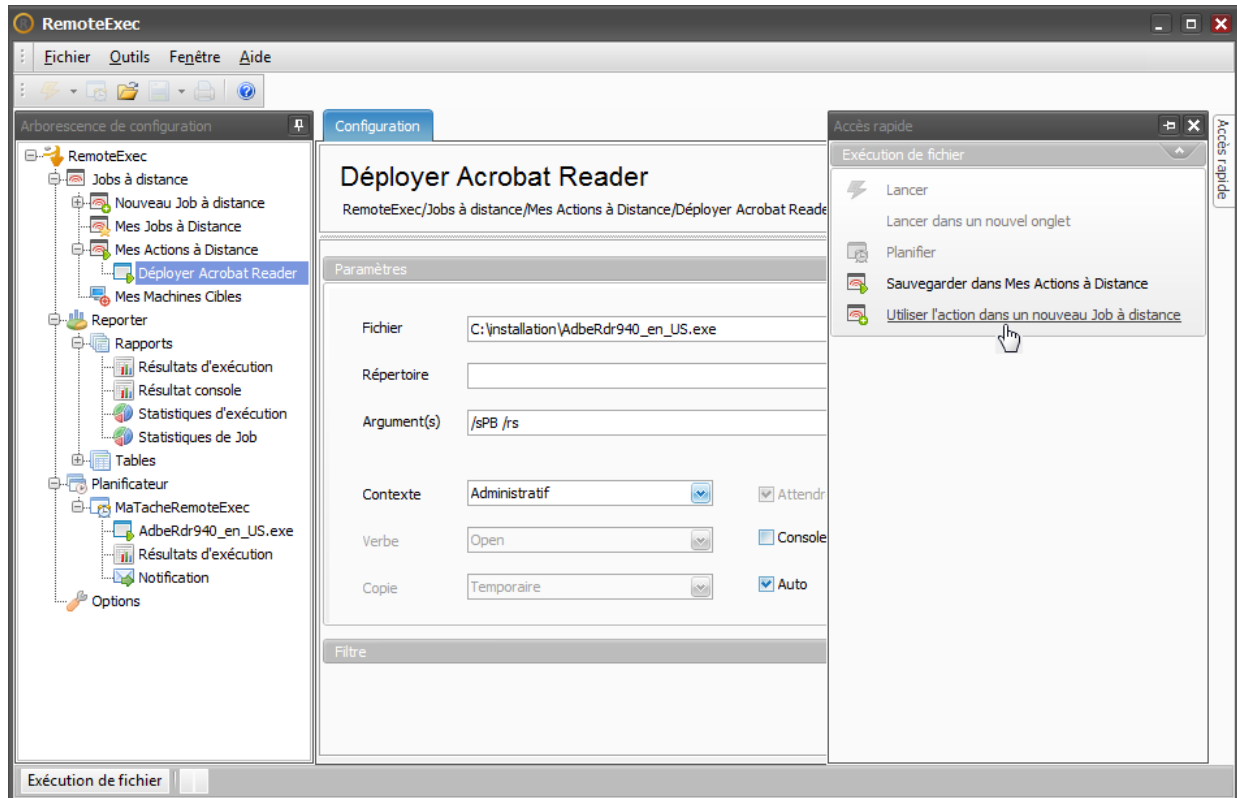 RemoteExec
Fichier Outils Fenêtre Aide
Arborescence de configuration
RemoteExec
Jobs à distance
Nouveau Job à distance
Mes Jobs à Distance
Mes Actions à Distance
Déployer Acrobat Reader
Mes Machines Cibles
Reporter
Rapports
Résultats d'exécution
Résultat console
Statistiques d'exécution
Statistiques de Job
Tables
Planificateur
MaTacheRemoteExec
AdbeRdr940_en_US.exe
Résultats d'exécution
Notification
Options
Configuration
Déployer Acrobat Reader
RemoteExec/Jobs à distance/Mes Actions à Distance/Déployer Acrobat Reade
Paramètres
Fichier C:\installation\AdbeRdr940_en_US.exe
Répertoire
Argument(s) /sPB /rs
Contexte Administratif Attendr
Verbe Open Console
Copie Temporaire Auto
Filtre
Accès rapide
Exécution de fichier
Lancer
Lancer dans un nouvel onglet
Planifier
Sauvegarder dans Mes Actions à Distance
Utiliser l'action dans un nouveau Job à distance
Accès rapide
Exécution de fichier